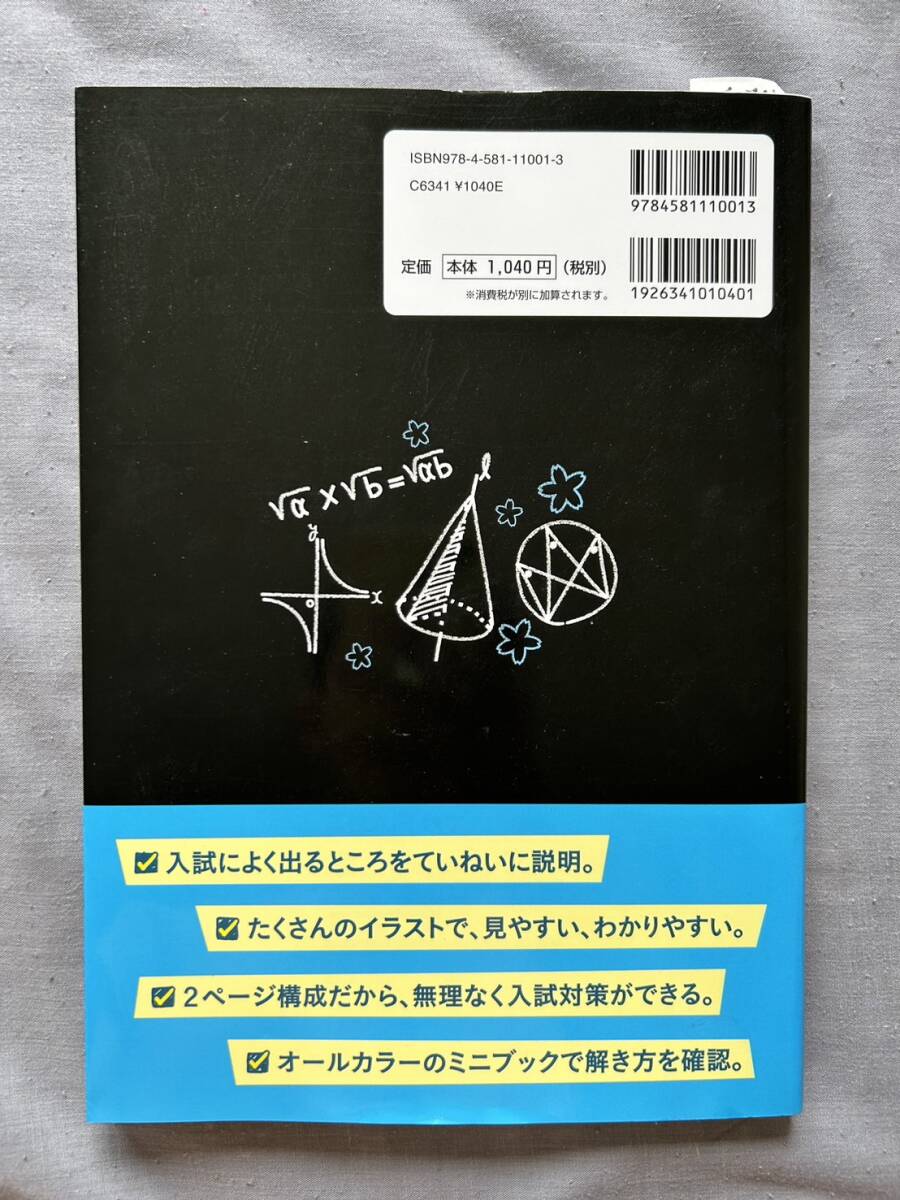 ISBN978-4-581-11001-3
C6341 ¥1040E
9784581110013
定価 本体 1,040円 (税別)
※消費税が別に加算されます。
1926341010401
√a × √b = √ab
l
y
o
x
入試によく出るところをていねいに説明。
たくさんのイラストで、見やすい、わかりやすい。
2ページ構成だから、無理なく入試対策ができる。
オールカラーのミニブックで解き方を確認。